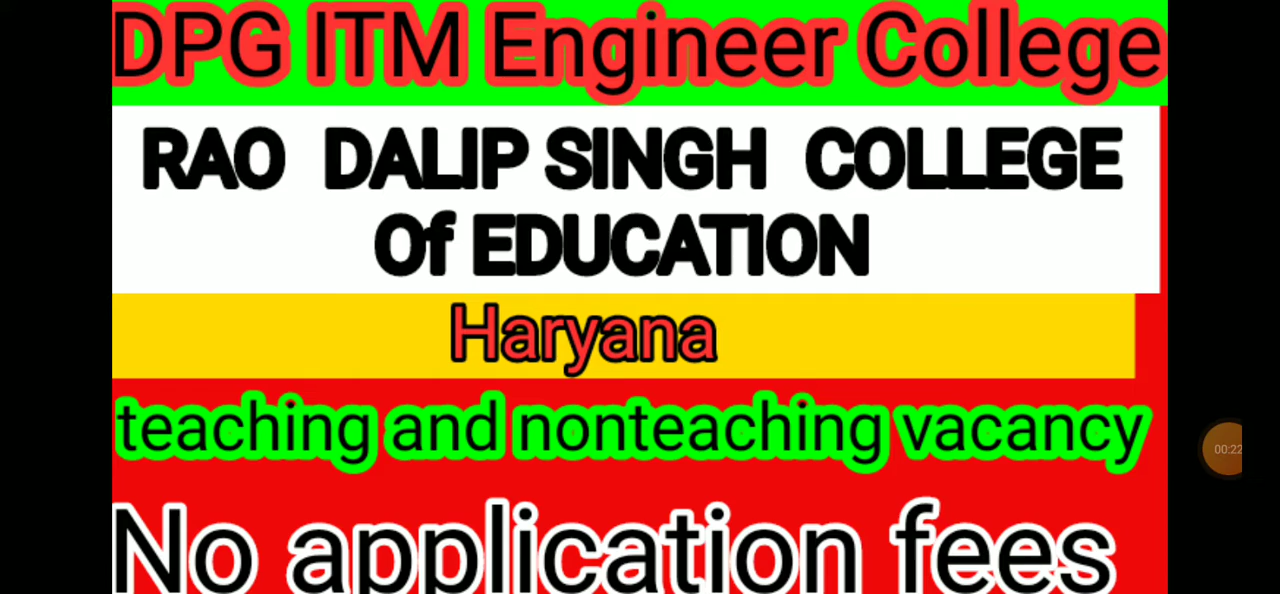 DPG ITM Engineer College
RAO DALIP SINGH COLLEGE
Of EDUCATION
Haryana
teaching and nonteaching vacancy
No application fees
00:22